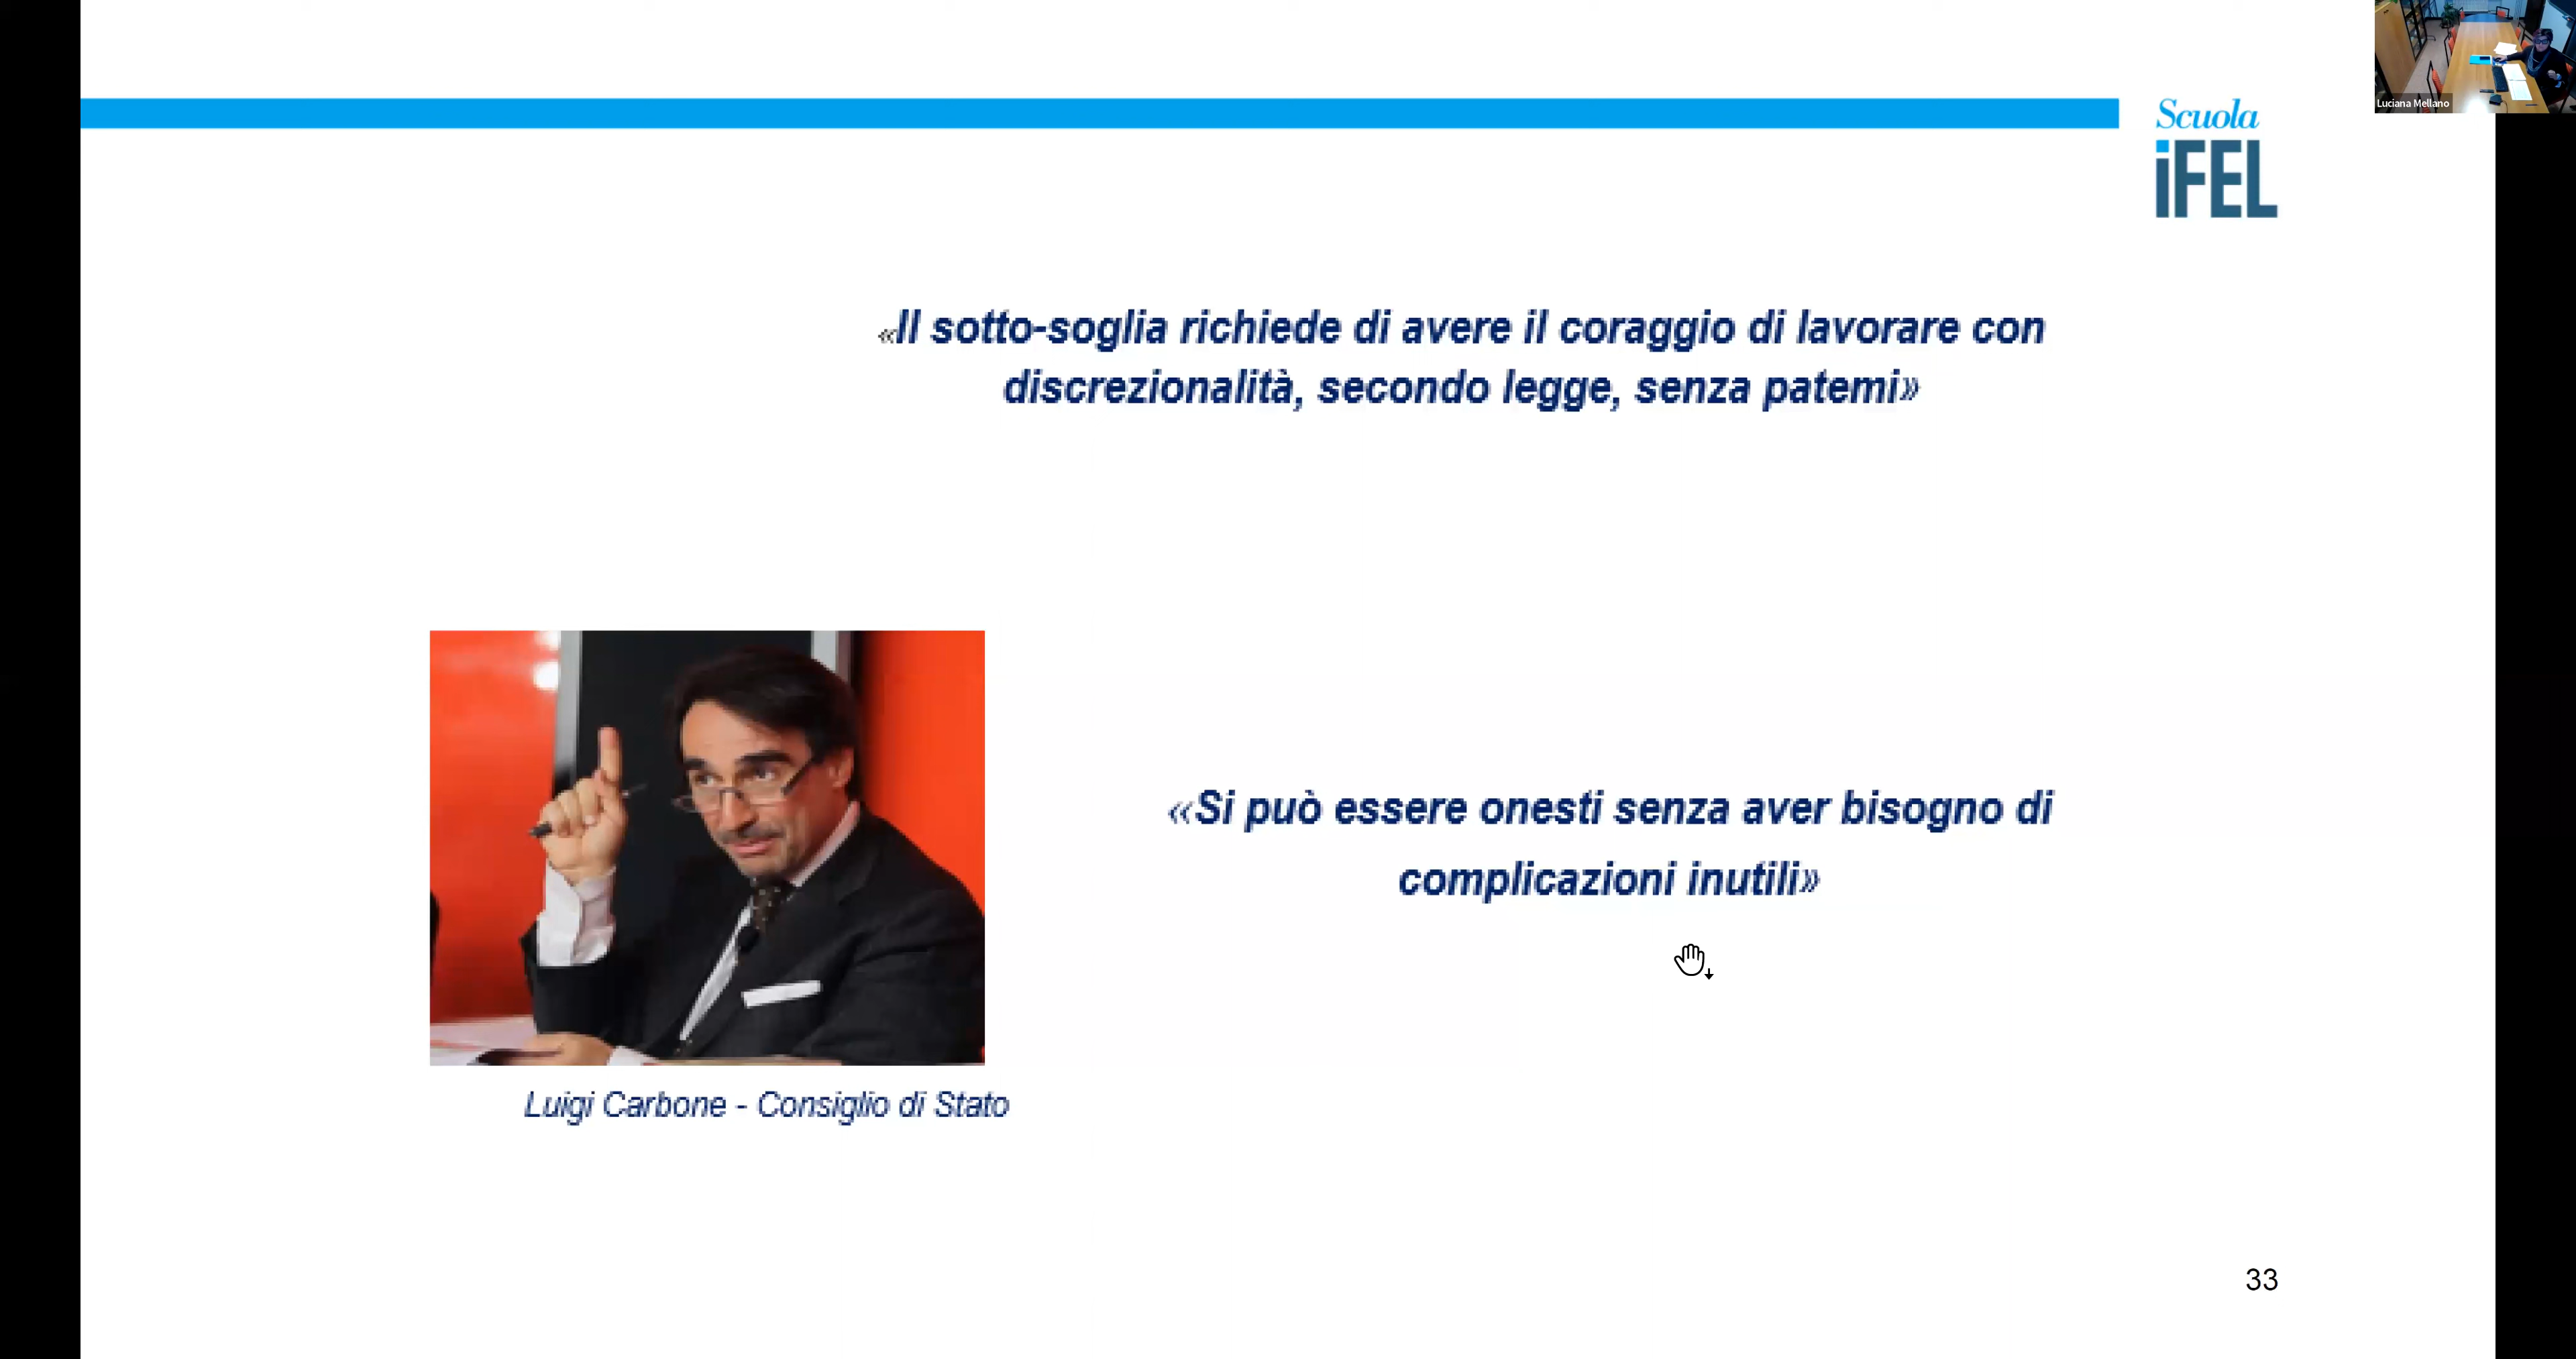 Luciana Mellano
Scuola
iFEL
«Il sotto-soglia richiede di avere il coraggio di lavorare con
discrezionalità, secondo legge, senza patemi»
«Si può essere onesti senza aver bisogno di
complicazioni inutili»
Luigi Carbone - Consiglio di Stato
33